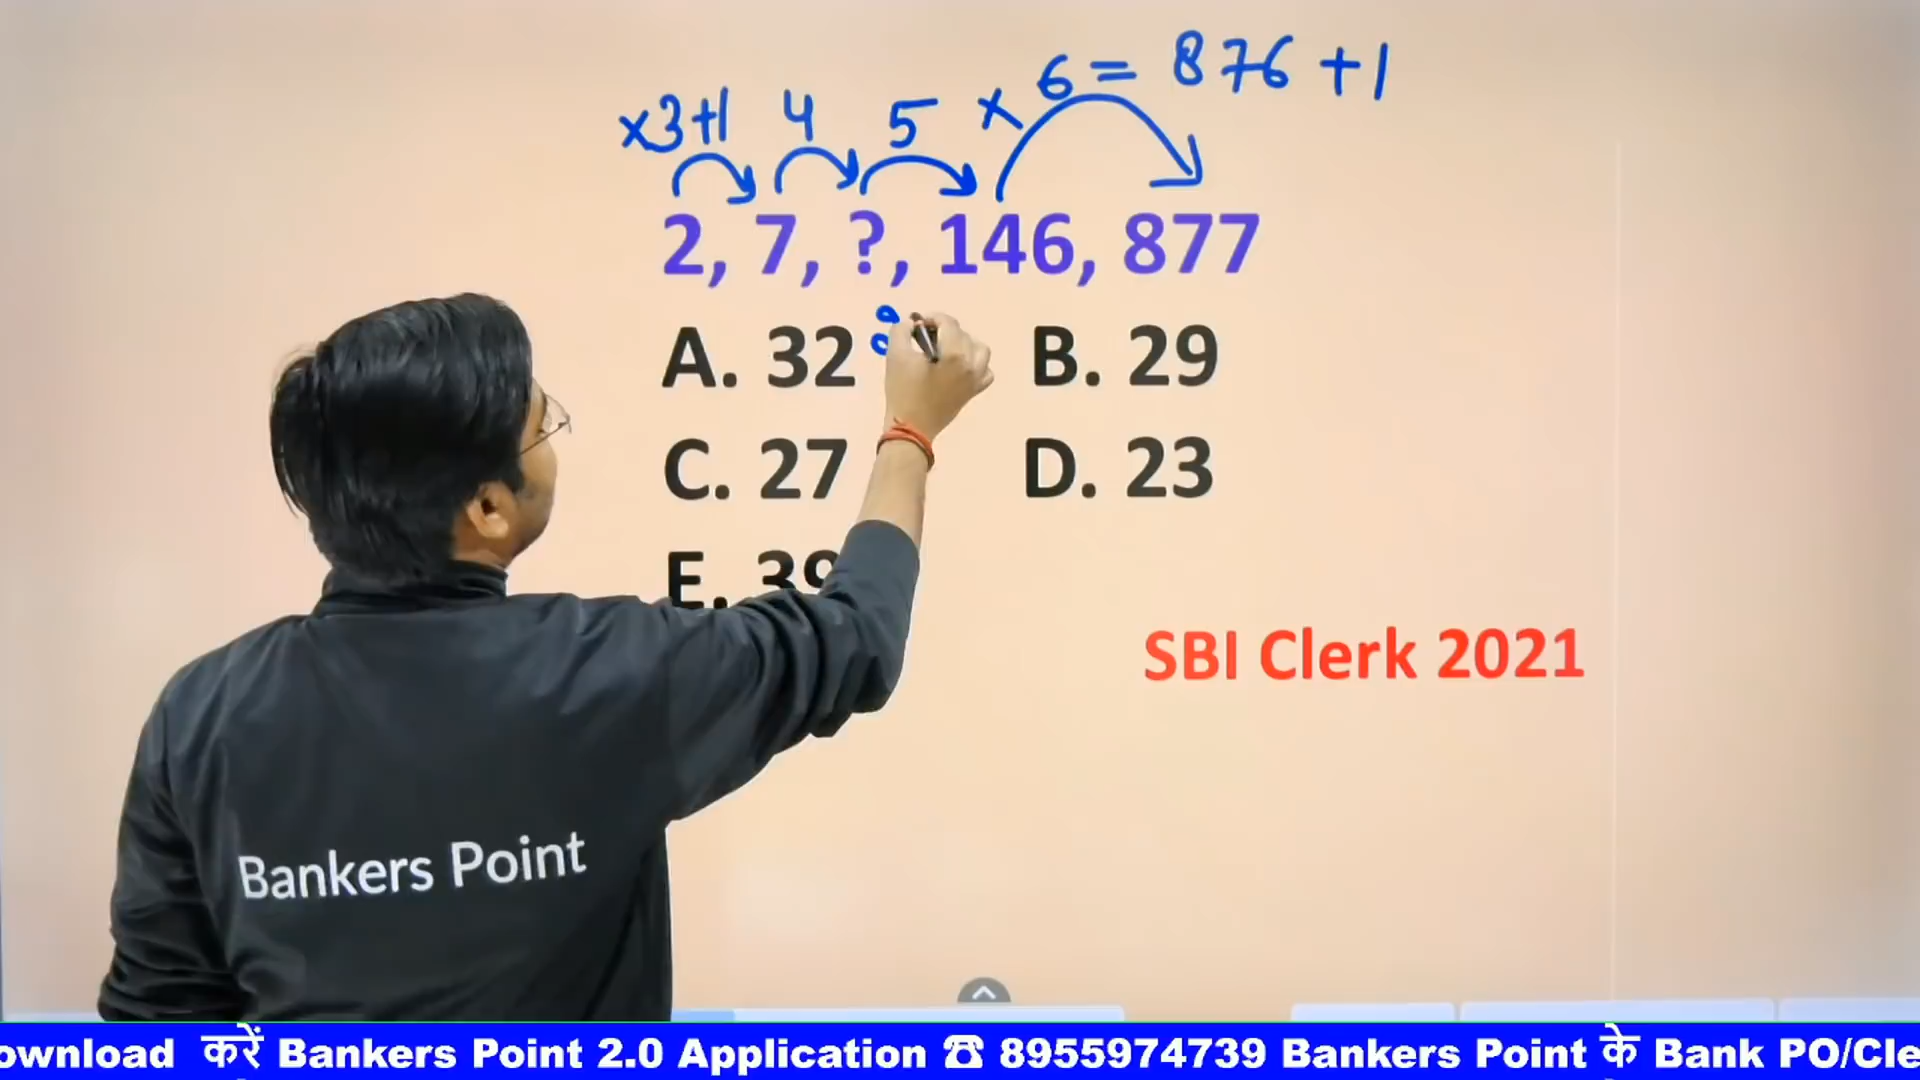 ×3+1 4 5 × 6 = 876 +1
2, 7, ?, 146, 877
A. 32 B. 29
C. 27 D. 23
E. 39
SBI Clerk 2021
Bankers Point
ownload करें Bankers Point 2.0 Application ☎ 8955974739 Bankers Point के Bank PO/Cle